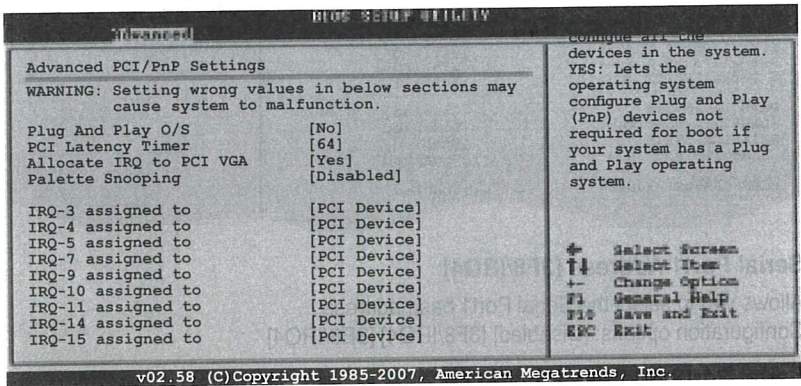 BIOS SETUP UTILITY
Advanced
Advanced PCI/PnP Settings
WARNING: Setting wrong values in below sections may
cause system to malfunction.
Plug And Play O/S [No]
PCI Latency Timer [64]
Allocate IRQ to PCI VGA [Yes]
Palette Snooping [Disabled]
IRQ-3 assigned to [PCI Device]
IRQ-4 assigned to [PCI Device]
IRQ-5 assigned to [PCI Device]
IRQ-7 assigned to [PCI Device]
IRQ-9 assigned to [PCI Device]
IRQ-10 assigned to [PCI Device]
IRQ-11 assigned to [PCI Device]
IRQ-14 assigned to [PCI Device]
IRQ-15 assigned to [PCI Device]
configue all the
devices in the system.
YES: Lets the
operating system
configure Plug and Play
(PnP) devices not
required for boot if
your system has a Plug
and Play operating
system.
Select Screen
Select Item
+- Change Option
F1 General Help
F10 Save and Exit
ESC Exit
v02.58 (C)Copyright 1985-2007, American Megatrends, Inc.